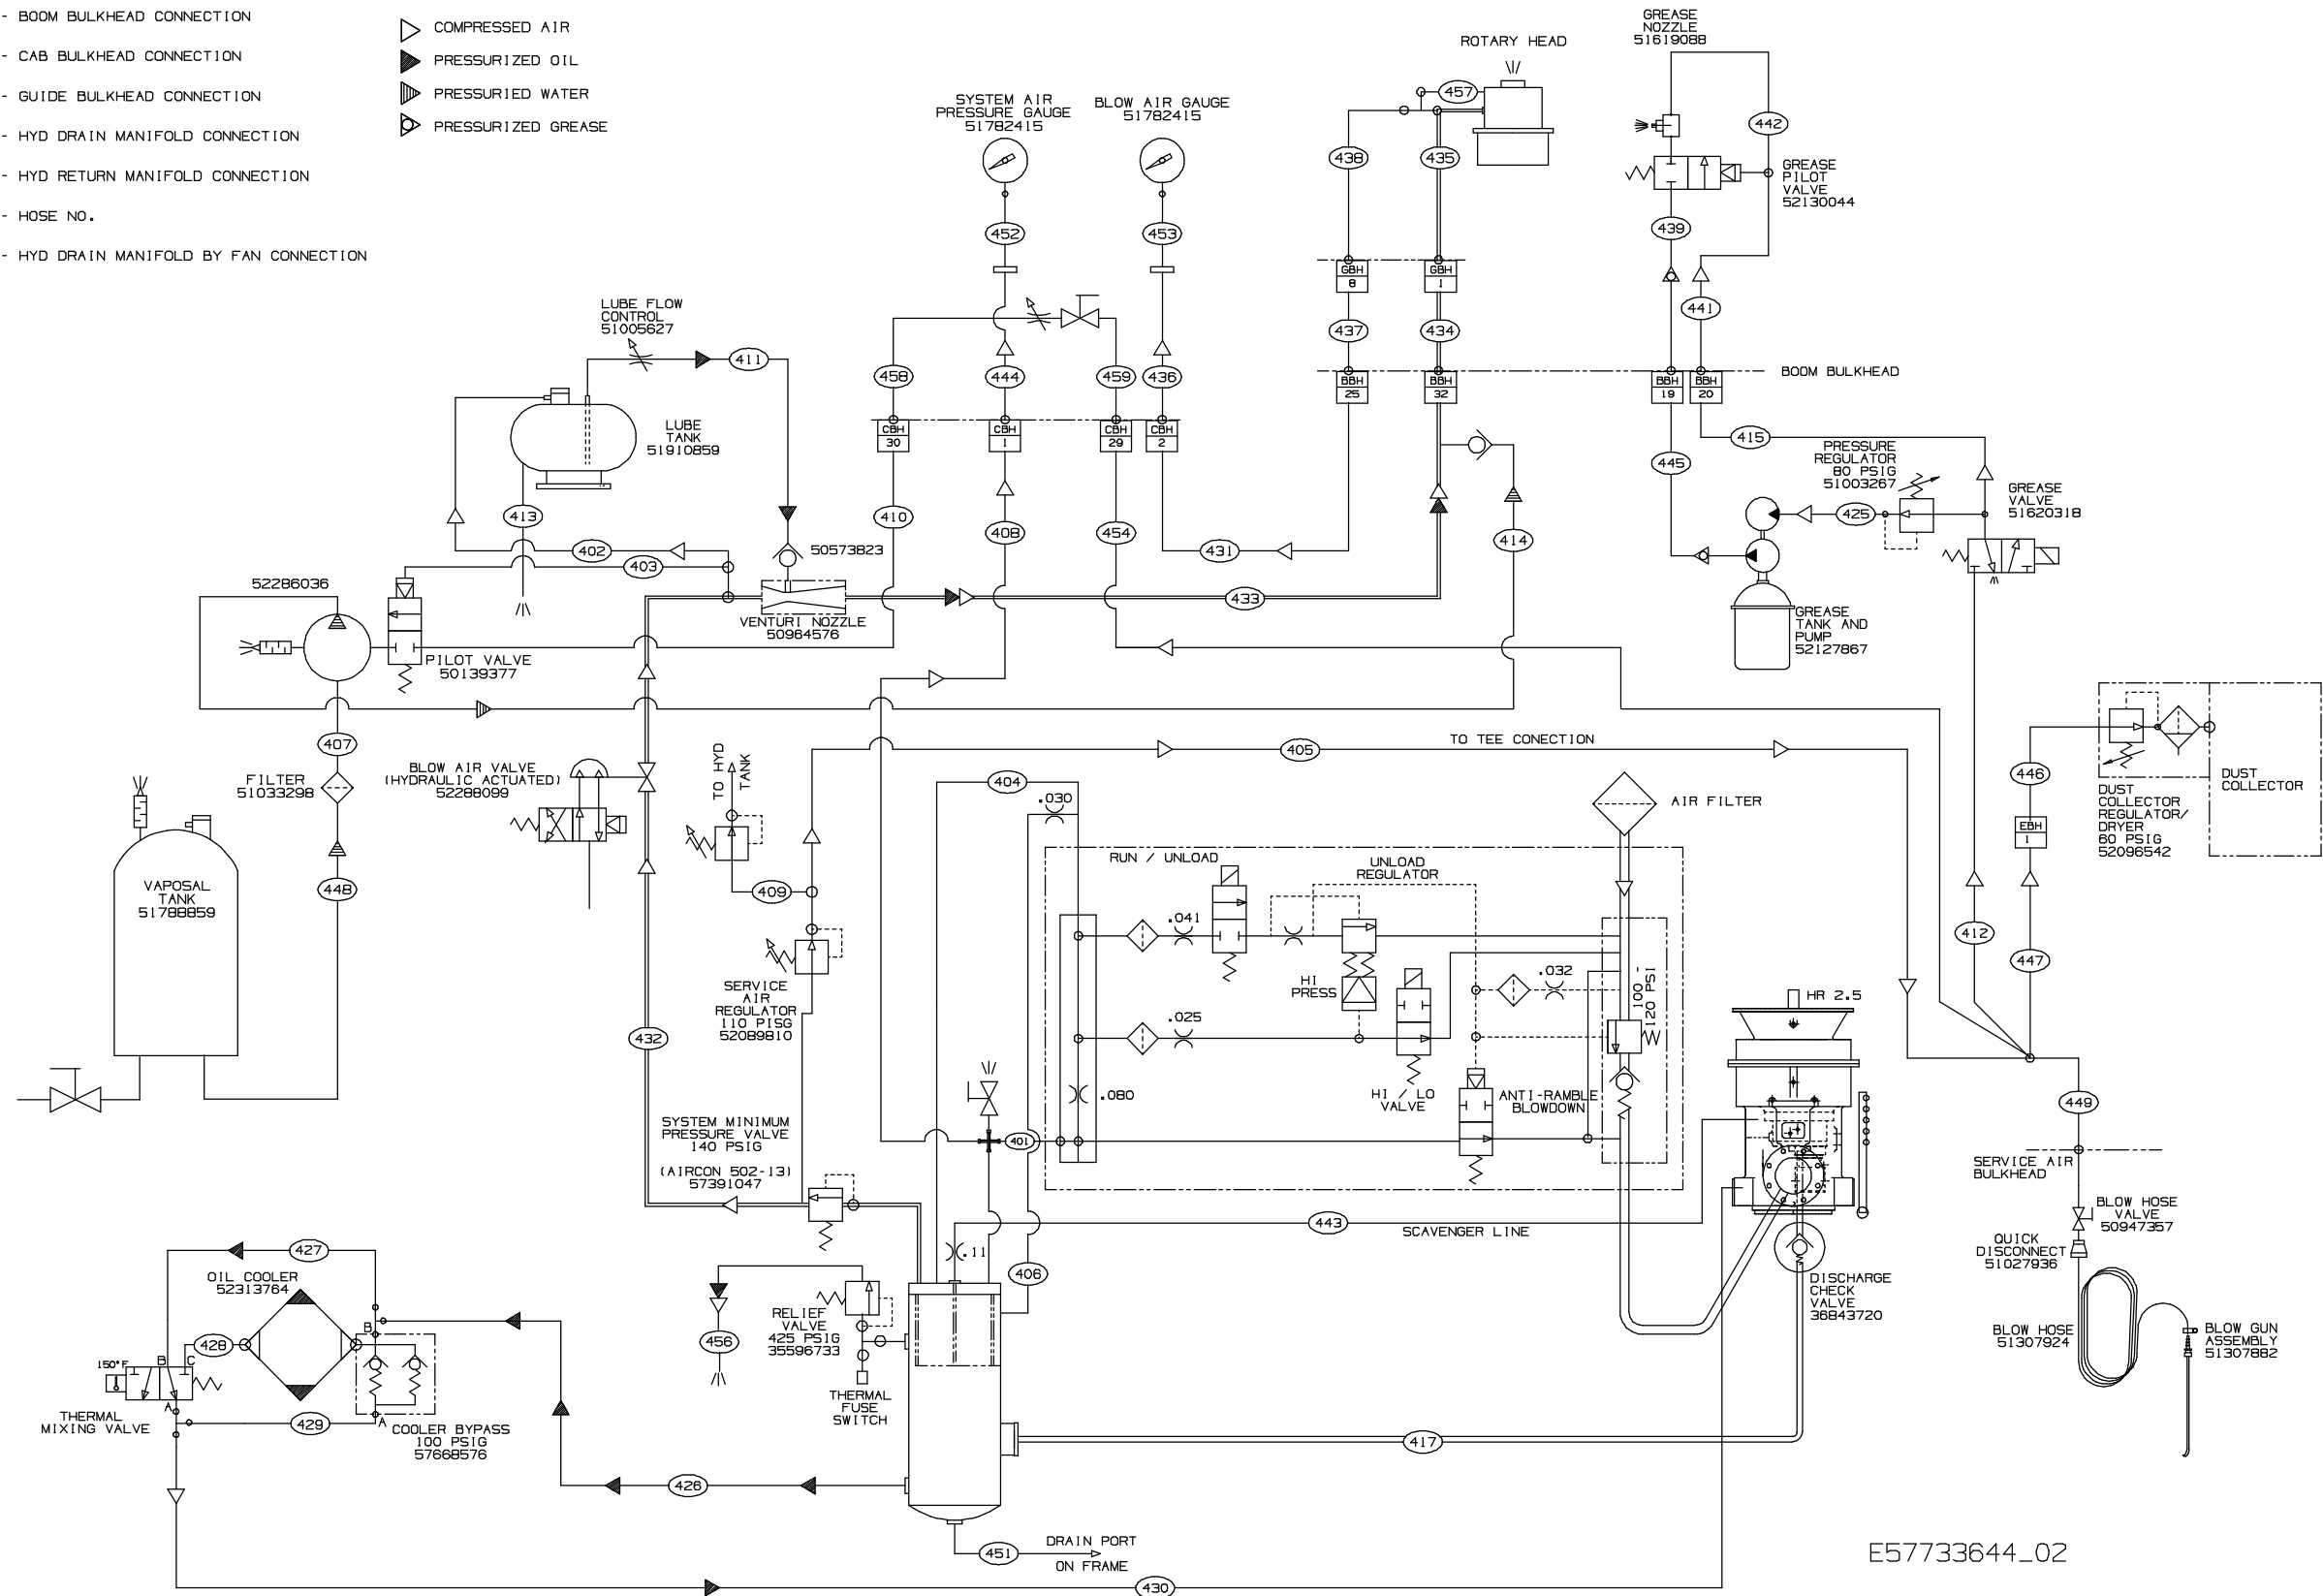 - BOOM BULKHEAD CONNECTION
- CAB BULKHEAD CONNECTION
- GUIDE BULKHEAD CONNECTION
- HYD DRAIN MANIFOLD CONNECTION
- HYD RETURN MANIFOLD CONNECTION
- HOSE NO.
- HYD DRAIN MANIFOLD BY FAN CONNECTION
COMPRESSED AIR
PRESSURIZED OIL
PRESSURIED WATER
PRESSURIZED GREASE
SYSTEM AIR
PRESSURE GAUGE
51782415
BLOW AIR GAUGE
51782415
ROTARY HEAD
457
438
435
GREASE
NOZZLE
51619088
442
GREASE
PILOT
VALVE
52130044
439
452
453
GBH
8
GBH
1
441
437
434
LUBE FLOW
CONTROL
51005627
411
458
444
459
436
BBH
25
BBH
32
BBH
19
BBH
20
BOOM BULKHEAD
LUBE
TANK
51910859
CBH
30
CBH
1
CBH
29
CBH
2
415
445
PRESSURE
REGULATOR
80 PSIG
51003267
425
GREASE
VALVE
51620318
413
410
408
454
414
402
403
50573823
431
52286036
433
VENTURI NOZZLE
50964576
PILOT VALVE
50139377
GREASE
TANK AND
PUMP
52127867
407
FILTER
51033298
448
VAPOSAL
TANK
51788859
BLOW AIR VALVE
(HYDRAULIC ACTUATED)
52288099
TO HYD
TANK
405
TO TEE CONECTION
404
.030
409
AIR FILTER
446
EBH
1
DUST
COLLECTOR
REGULATOR/
DRYER
60 PSIG
52096542
DUST
COLLECTOR
RUN / UNLOAD
UNLOAD
REGULATOR
.041
HI
PRESS
.032
100 -
120 PSI
.025
412
447
SERVICE
AIR
REGULATOR
110 PISG
52089810
432
HR 2.5
.080
HI / LO
VALVE
ANTI-RAMBLE
BLOWDOWN
401
449
SYSTEM MINIMUM
PRESSURE VALVE
140 PSIG
(AIRCON 502-13)
57391047
SERVICE AIR
BULKHEAD
BLOW HOSE
VALVE
50947357
QUICK
DISCONNECT
51027936
443
SCAVENGER LINE
.11
406
427
OIL COOLER
52313764
428
B
150°F
B
C
A
A
THERMAL
MIXING VALVE
429
COOLER BYPASS
100 PSIG
57668576
456
RELIEF
VALVE
425 PSIG
35596733
THERMAL
FUSE
SWITCH
DISCHARGE
CHECK
VALVE
36843720
BLOW HOSE
51307924
BLOW GUN
ASSEMBLY
51307882
417
426
451
DRAIN PORT
ON FRAME
430
E57733644_02